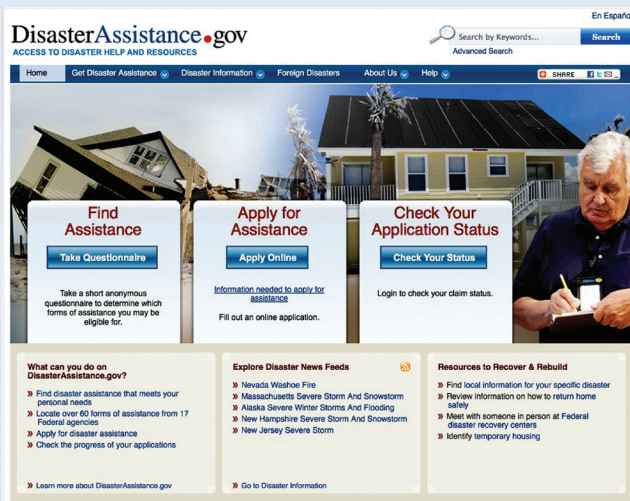 En Españo
DisasterAssistance.gov
ACCESS TO DISASTER HELP AND RESOURCES
Search by Keywords...
Search
Advanced Search
Home
Get Disaster Assistance
Disaster Information
Foreign Disasters
About Us
Help
SHARE
Find
Assistance
Take Questionnaire
Take a short anonymous
questionnaire to determine which
forms of assistance you may be
eligible for.
Apply for
Assistance
Apply Online
Information needed to apply for
assistance
Fill out an online application.
Check Your
Application Status
Check Your Status
Login to check your claim status.
What can you do on
DisasterAssistance.gov?
» Find disaster assistance that meets your
personal needs
» Locate over 60 forms of assistance from 17
Federal agencies
» Apply for disaster assistance
» Check the progress of your applications
» Learn more about DisasterAssistance.gov
Explore Disaster News Feeds
» Nevada Washoe Fire
» Massachusetts Severe Storm And Snowstorm
» Alaska Severe Winter Storms And Flooding
» New Hampshire Severe Storm And Snowstorm
» New Jersey Severe Storm
» Go to Disaster Information
Resources to Recover & Rebuild
» Find local information for your specific disaster
» Review information on how to return home
safely
» Meet with someone in person at Federal
disaster recovery centers
» Identify temporary housing